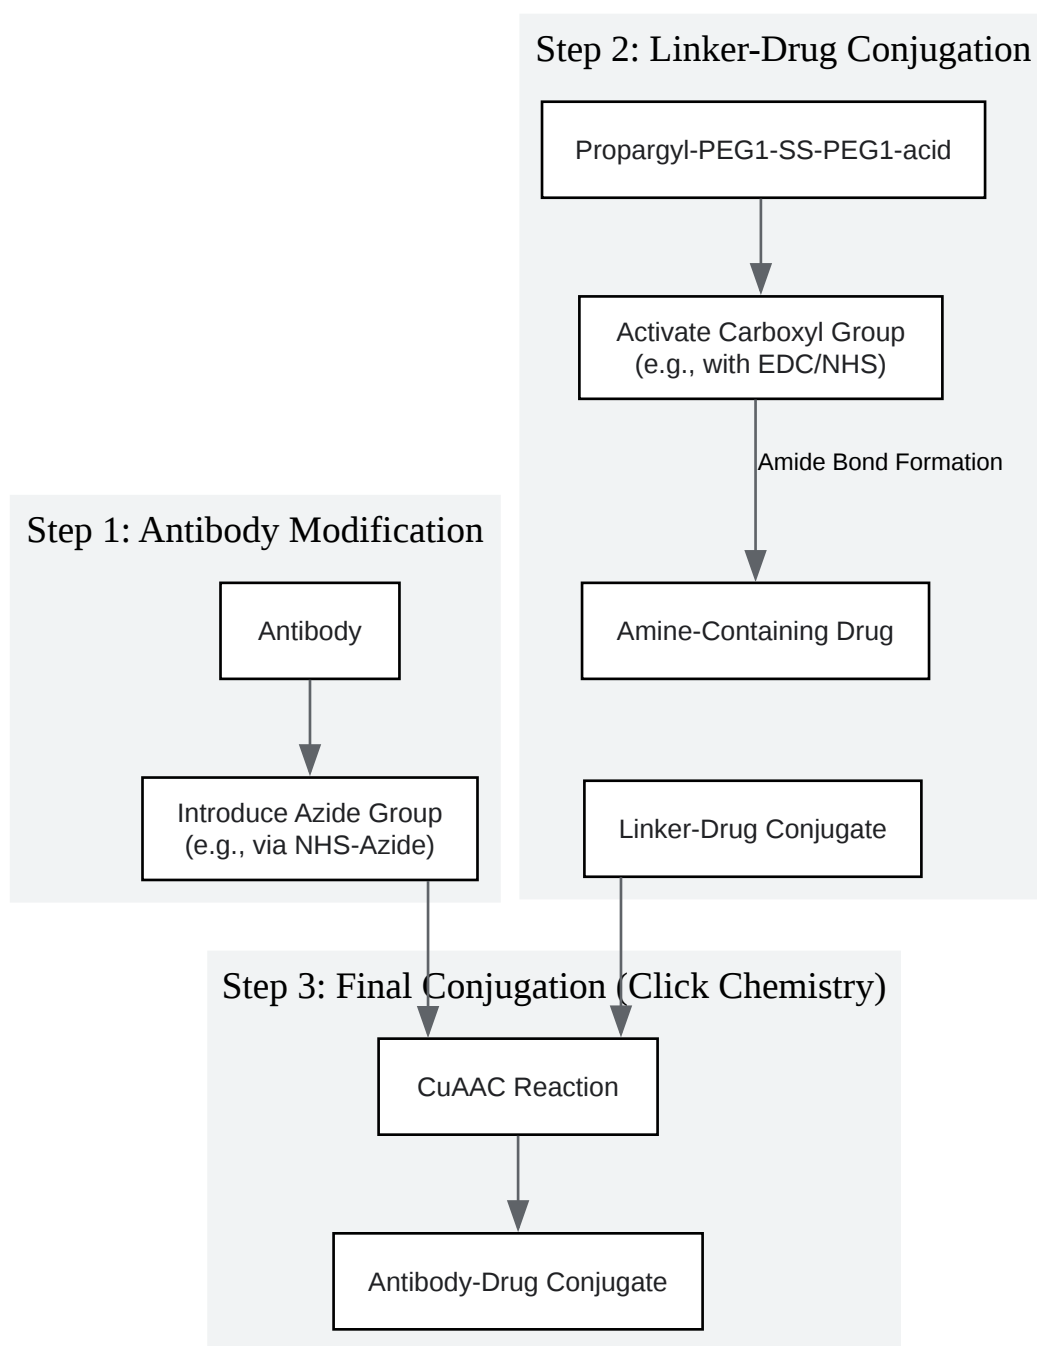 Step 2: Linker-Drug Conjugation
Propargyl-PEG1-SS-PEG1-acid
Activate Carboxyl Group
(e.g., with EDC/NHS)
Amide Bond Formation
Amine-Containing Drug
Linker-Drug Conjugate
Step 1: Antibody Modification
Antibody
Introduce Azide Group
(e.g., via NHS-Azide)
Step 3: Final Conjugation (Click Chemistry)
CuAAC Reaction
Antibody-Drug Conjugate